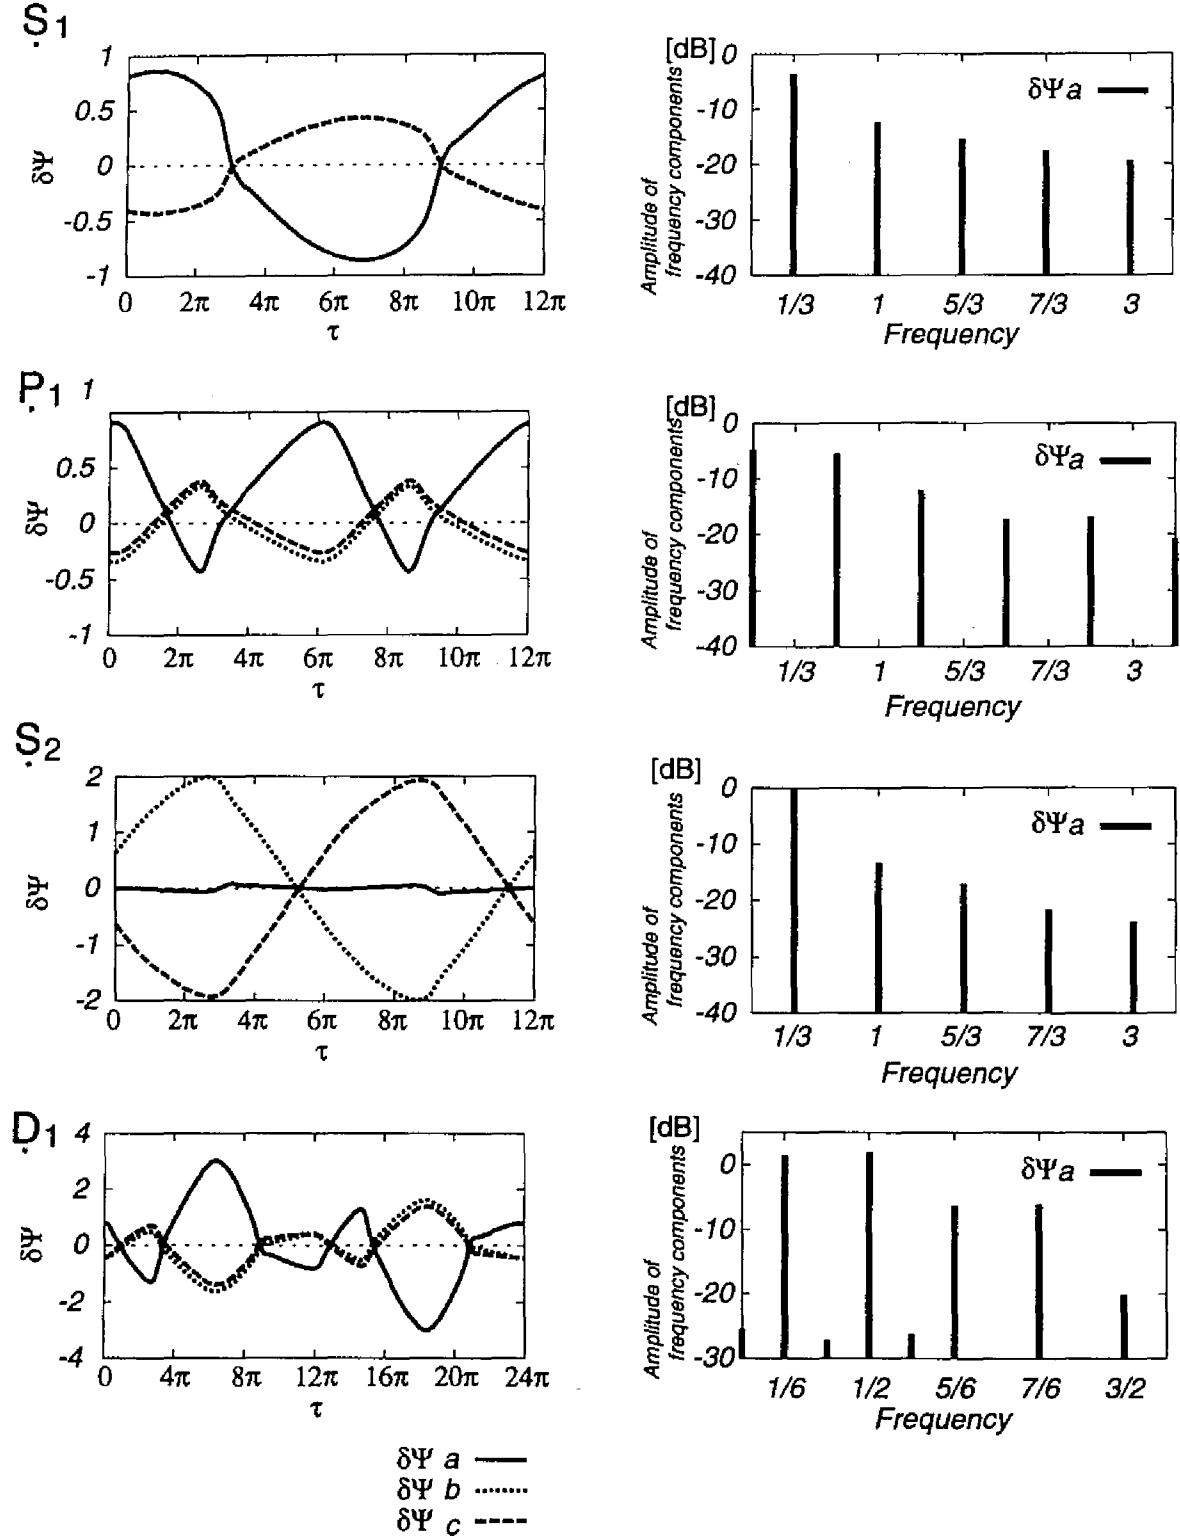 S1
1
0.5
0
-0.5
-1
δΨ
0 2π 4π 6π 8π 10π 12π
τ
[dB]
0
-10
-20
-30
-40
Amplitude of
frequency components
δΨa
1/3 1 5/3 7/3 3
Frequency
P1
1
0.5
0
-0.5
-1
δΨ
0 2π 4π 6π 8π 10π 12π
τ
[dB]
0
-10
-20
-30
-40
Amplitude of
frequency components
δΨa
1/3 1 5/3 7/3 3
Frequency
S2
2
1
0
-1
-2
δΨ
0 2π 4π 6π 8π 10π 12π
τ
[dB]
0
-10
-20
-30
-40
Amplitude of
frequency components
δΨa
1/3 1 5/3 7/3 3
Frequency
D1
4
2
0
-2
-4
δΨ
0 4π 8π 12π 16π 20π 24π
τ
[dB]
0
-10
-20
-30
Amplitude of
frequency components
δΨa
1/6 1/2 5/6 7/6 3/2
Frequency
δΨ a
δΨ b
δΨ c